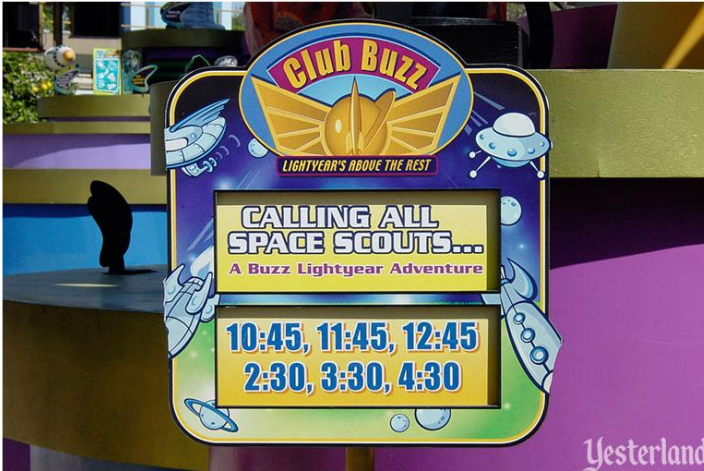 Club Buzz
LIGHTYEAR'S ABOVE THE REST
CALLING ALL
SPACE SCOUTS...
A Buzz Lightyear Adventure
10:45, 11:45, 12:45
2:30, 3:30, 4:30
Yesterland